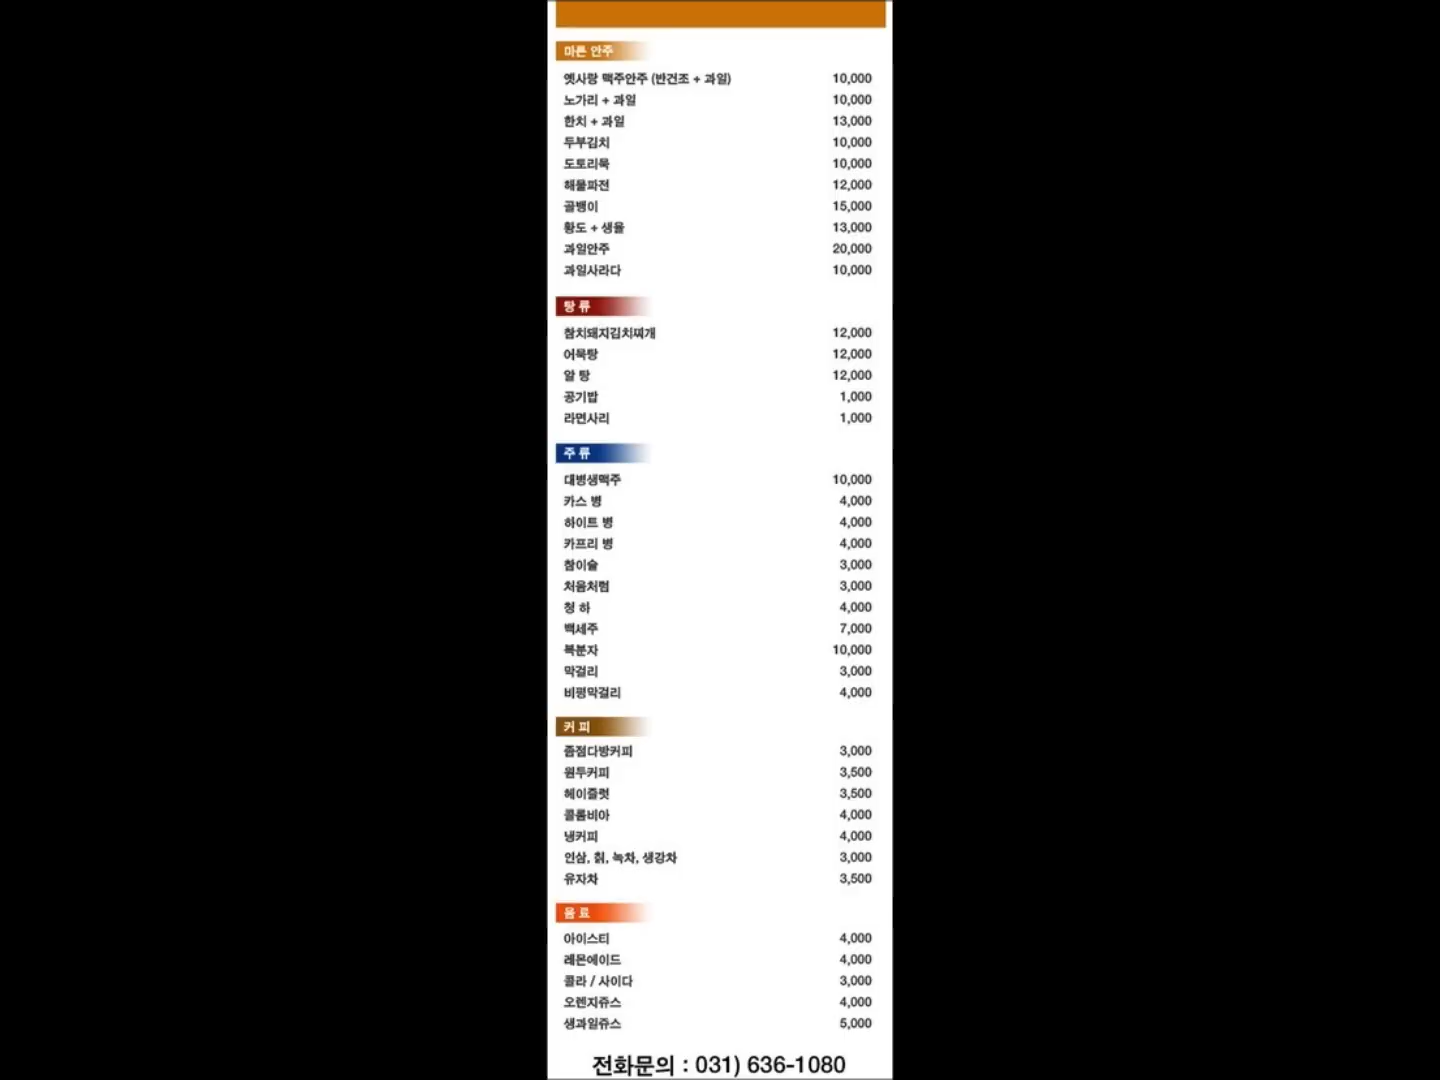 마른 안주
옛사랑 맥주안주 (반건조 + 과일) 10,000
노가리 + 과일 10,000
한치 + 과일 13,000
두부김치 10,000
도토리묵 10,000
해물파전 12,000
골뱅이 15,000
황도 + 생율 13,000
과일안주 20,000
과일사라다 10,000
탕 류
참치돼지김치찌개 12,000
어묵탕 12,000
알 탕 12,000
공기밥 1,000
라면사리 1,000
주 류
대병생맥주 10,000
카스 병 4,000
하이트 병 4,000
카프리 병 4,000
참이슬 3,000
처음처럼 3,000
청 하 4,000
백세주 7,000
복분자 10,000
막걸리 3,000
비평막걸리 4,000
커 피
즘점다방커피 3,000
원두커피 3,500
헤이즐럿 3,500
콜롬비아 4,000
냉커피 4,000
인삼, 칡, 녹차, 생강차 3,000
유자차 3,500
음 료
아이스티 4,000
레몬에이드 4,000
콜라 / 사이다 3,000
오렌지쥬스 4,000
생과일쥬스 5,000
전화문의 : 031) 636-1080